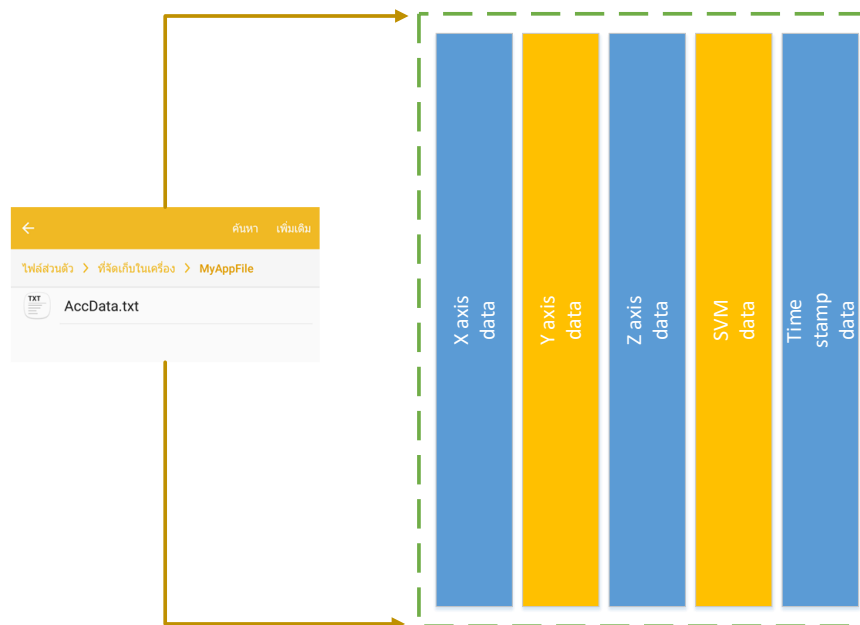 ค้นหา เพิ่มเติม
ไฟล์ส่วนตัว > ที่จัดเก็บในเครื่อง > MyAppFile
TXT
AccData.txt
X axis
data
Y axis
data
Z axis
data
SVM
data
Time
stamp
data